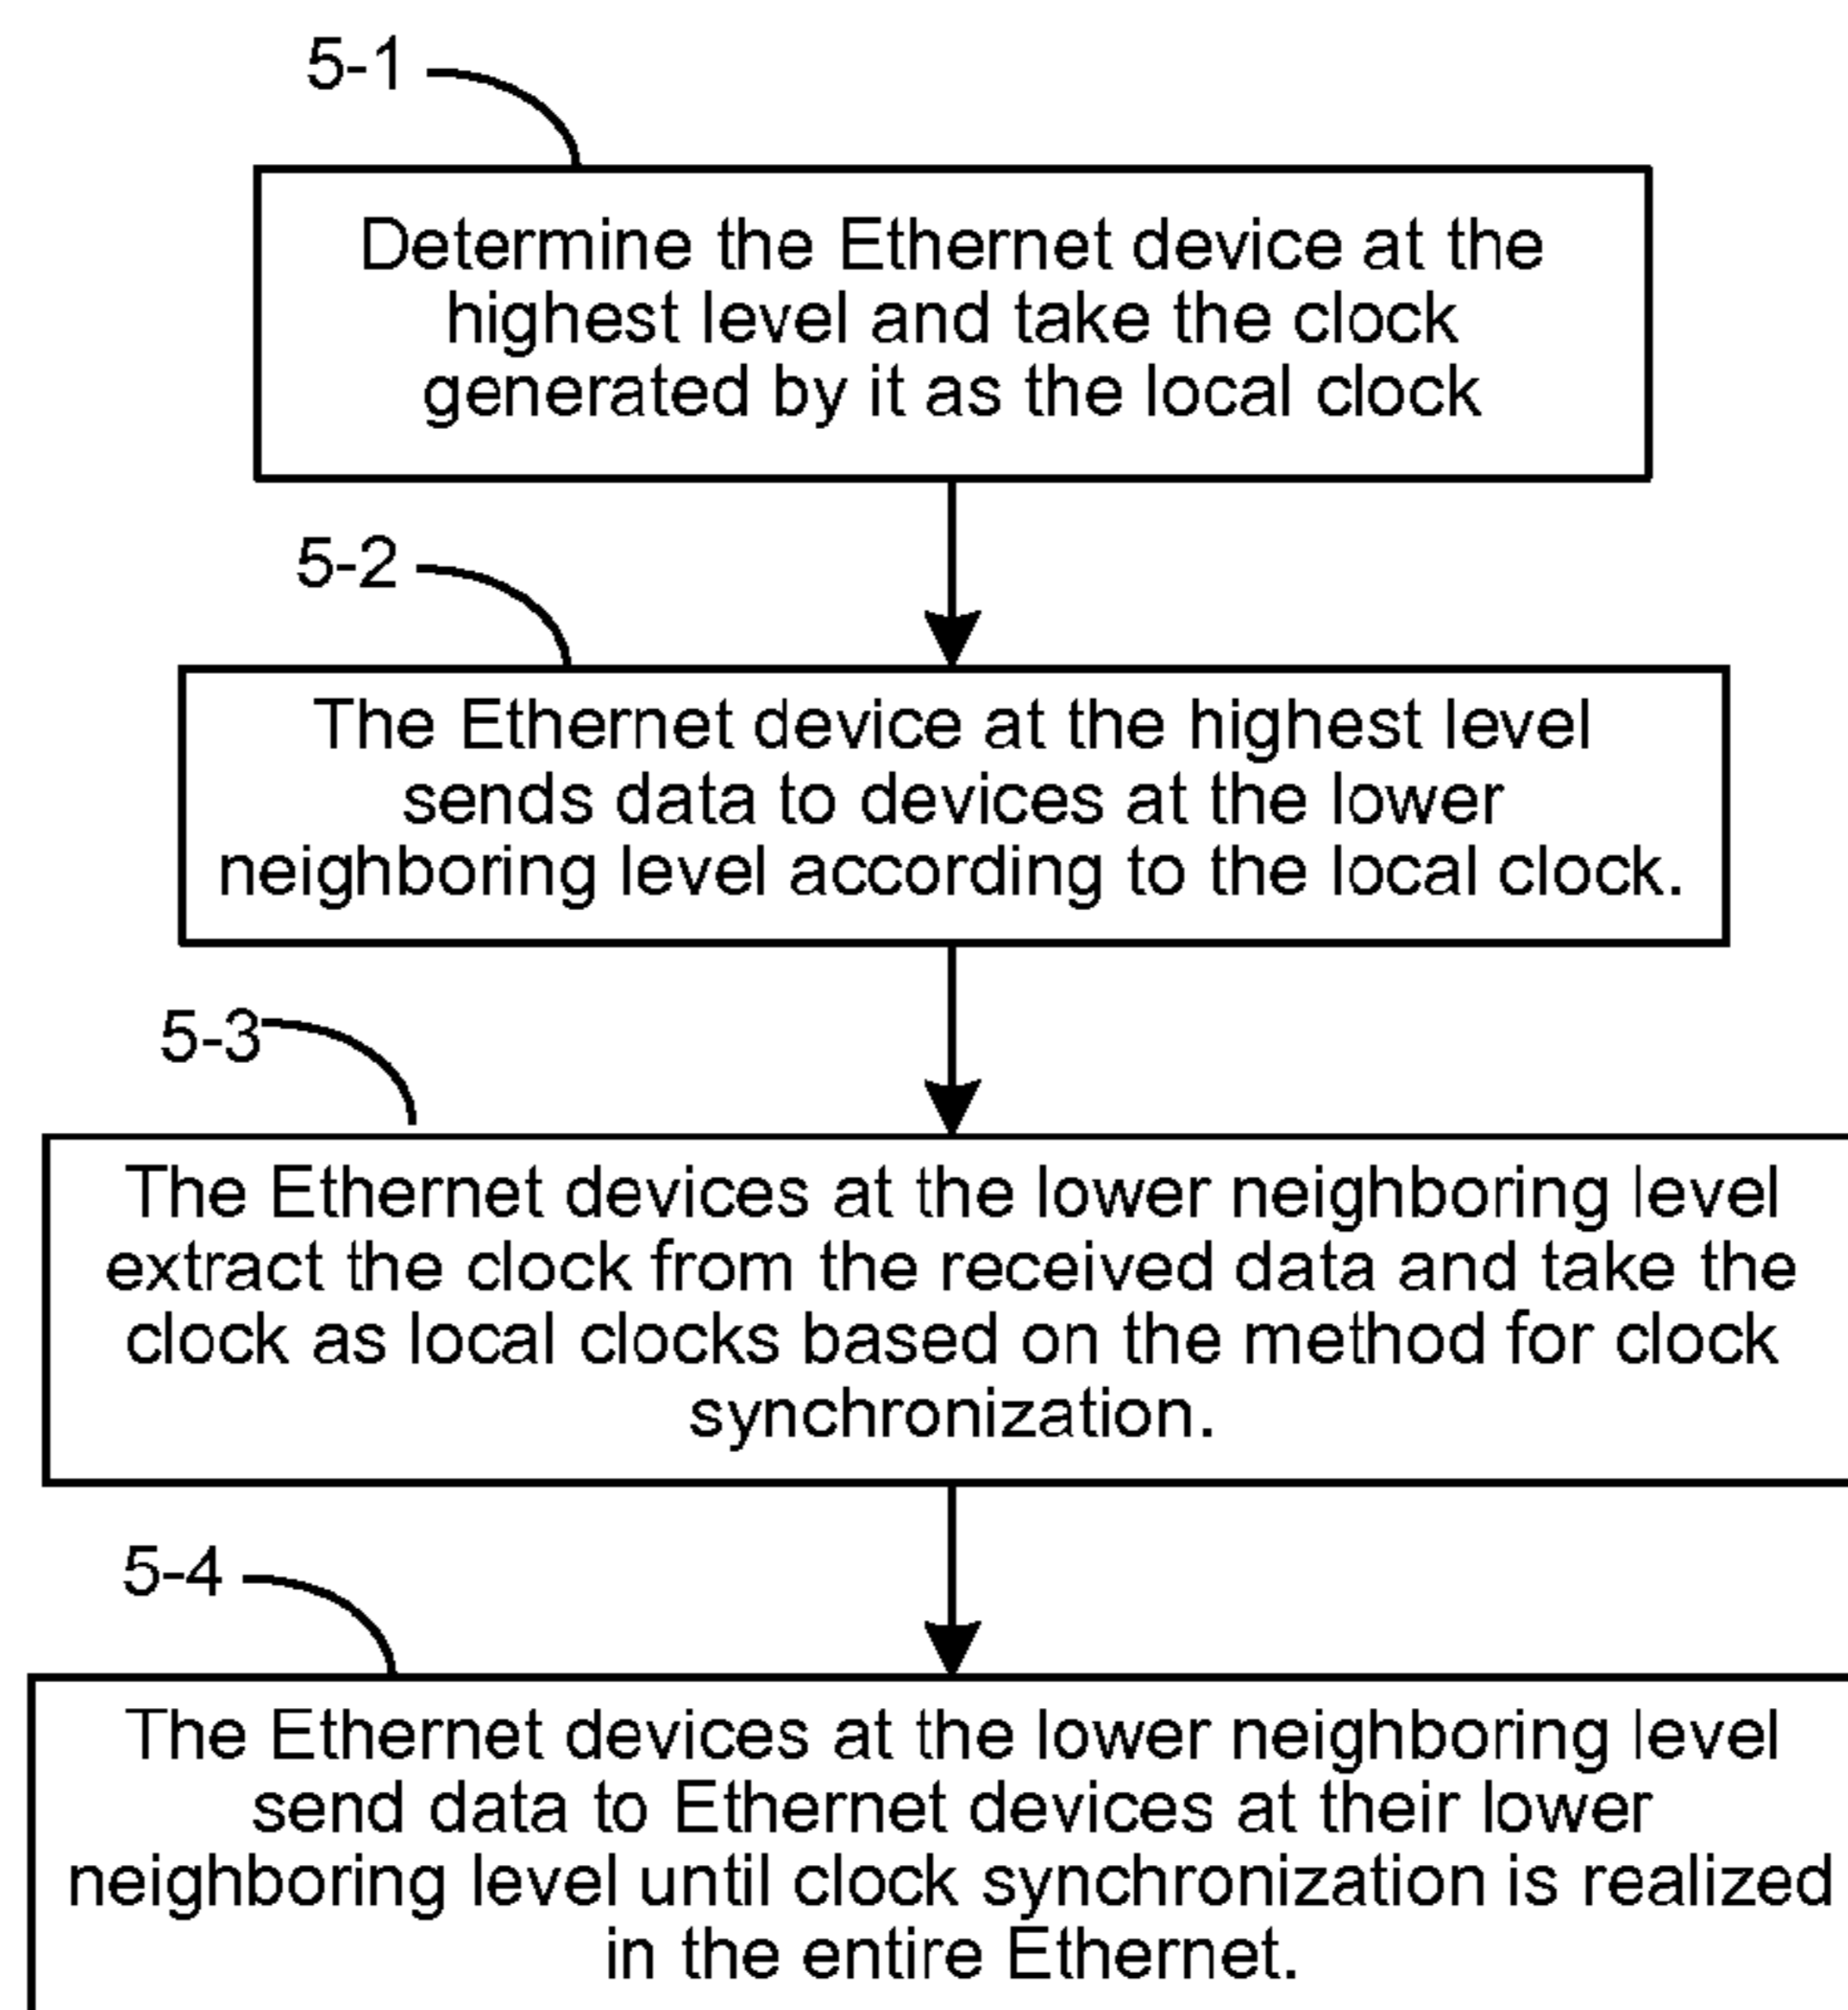 5-1
Determine the Ethernet device at the
highest level and take the clock
generated by it as the local clock
5-2
The Ethernet device at the highest level
sends data to devices at the lower
neighboring level according to the local clock.
5-3
The Ethernet devices at the lower neighboring level
extract the clock from the received data and take the
clock as local clocks based on the method for clock
synchronization.
5-4
The Ethernet devices at the lower neighboring level
send data to Ethernet devices at their lower
neighboring level until clock synchronization is realized
in the entire Ethernet.